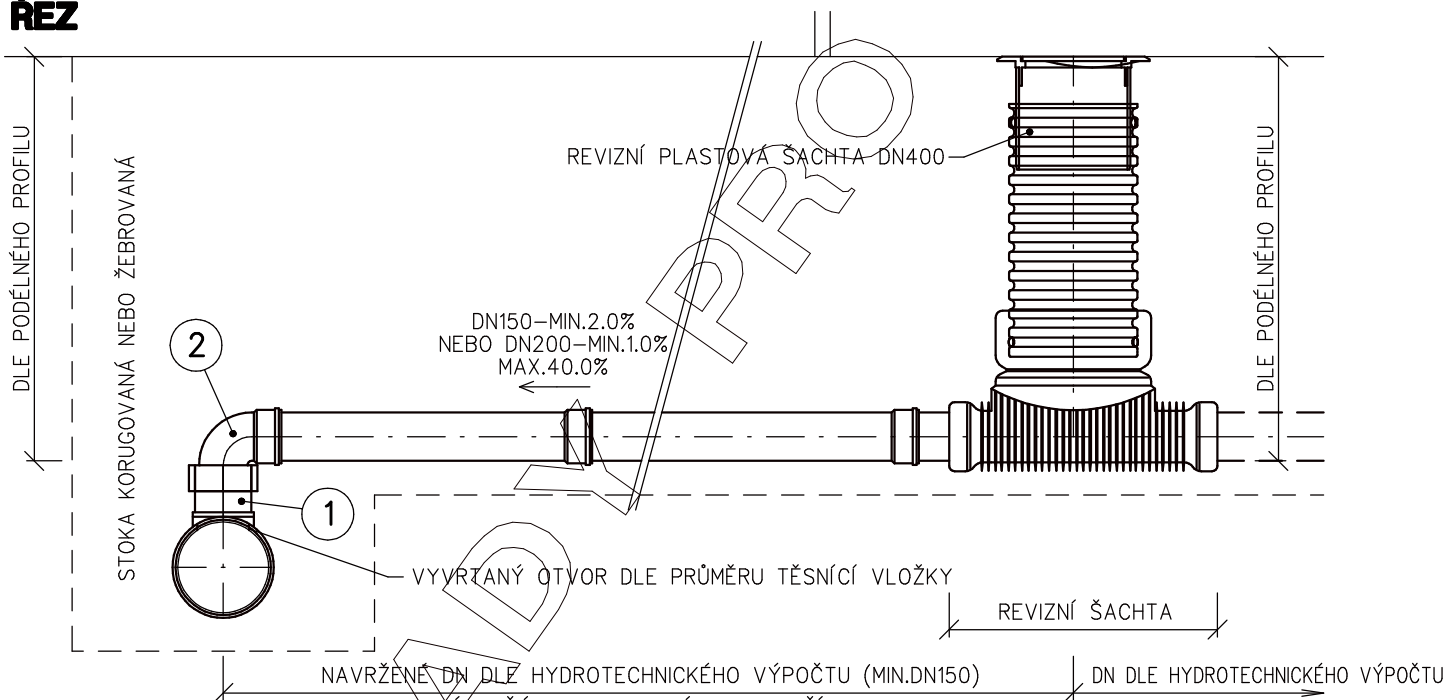 ŘEZ
REVIZNÍ PLASTOVÁ ŠACHTA DN400
DLE PODÉLNÉHO PROFILU
STOKA KORUGOVANÁ NEBO ŽEBROVANÁ
DLE PODÉLNÉHO PROFILU
DN150-MIN.2.0%
NEBO DN200-MIN.1.0%
MAX.40.0%
2
1
VYVRTANÝ OTVOR DLE PRŮMĚRU TĚSNÍCÍ VLOŽKY
REVIZNÍ ŠACHTA
NAVRŽENÉ DN DLE HYDROTECHNICKÉHO VÝPOČTU (MIN.DN150)
DN DLE HYDROTECHNICKÉHO VÝPOČTU
ADY PRO